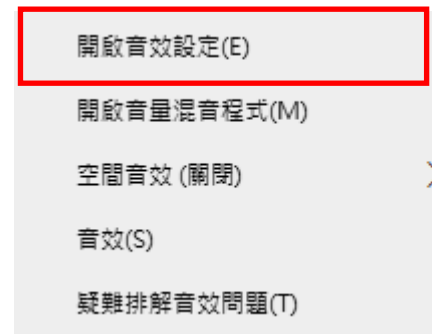 開啟音效設定(E)
開啟音量混音程式(M)
空間音效 (關閉)
音效(S)
疑難排解音效問題(T)